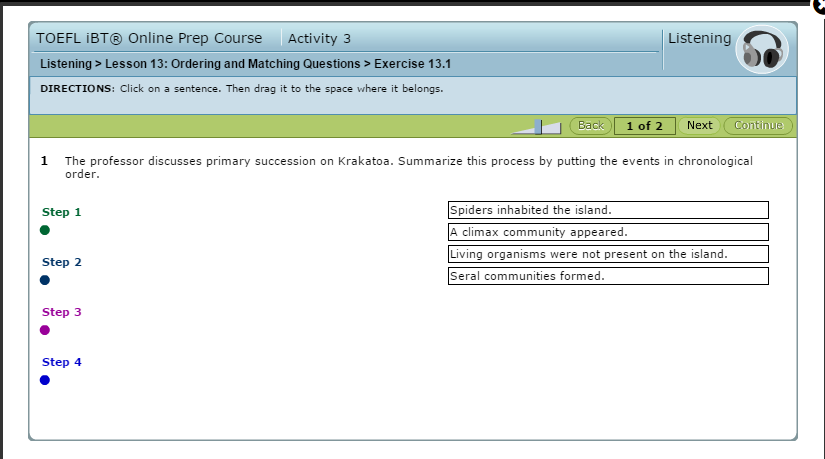 TOEFL iBT® Online Prep Course Activity 3 Listening
Listening > Lesson 13: Ordering and Matching Questions > Exercise 13.1
DIRECTIONS: Click on a sentence. Then drag it to the space where it belongs.
Back 1 of 2 Next Continue
1 The professor discusses primary succession on Krakatoa. Summarize this process by putting the events in chronological
order.
Step 1
Step 2
Step 3
Step 4
Spiders inhabited the island.
A climax community appeared.
Living organisms were not present on the island.
Seral communities formed.